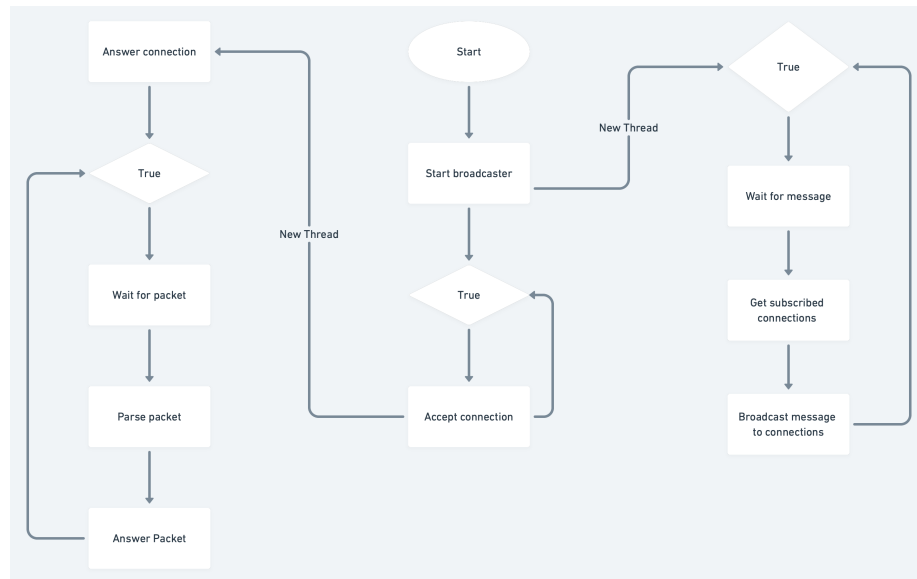 Answer connection
True
Wait for packet
Parse packet
Answer Packet
New Thread
Start
Start broadcaster
True
Accept connection
New Thread
True
Wait for message
Get subscribed
connections
Broadcast message
to connections